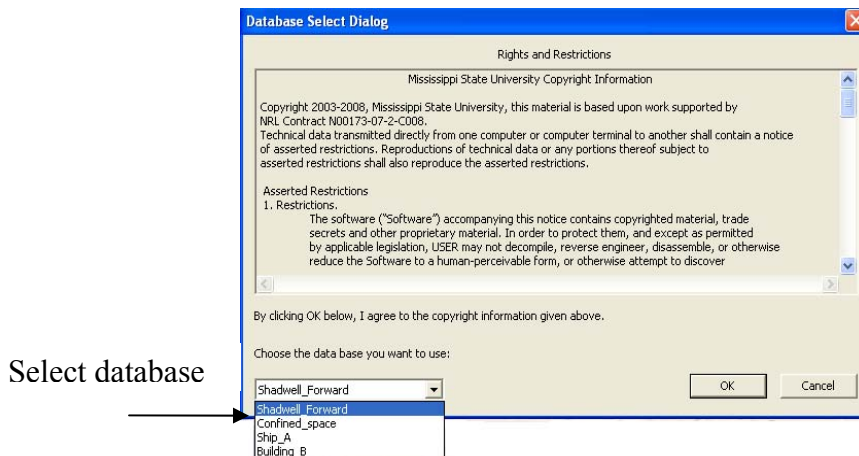 Database Select Dialog
Rights and Restrictions
Mississippi State University Copyright Information
Copyright 2003-2008, Mississippi State University, this material is based upon work supported by
NRL Contract N00173-07-2-C008.
Technical data transmitted directly from one computer or computer terminal to another shall contain a notice
of asserted restrictions. Reproductions of technical data or any portions thereof subject to
asserted restrictions shall also reproduce the asserted restrictions.
Asserted Restrictions
1. Restrictions.
The software ("Software") accompanying this notice contains copyrighted material, trade
secrets and other proprietary material. In order to protect them, and except as permitted
by applicable legislation, USER may not decompile, reverse engineer, disassemble, or otherwise
reduce the Software to a human-perceivable form, or otherwise attempt to discover
By clicking OK below, I agree to the copyright information given above.
Choose the data base you want to use:
Select database
Shadwell_Forward
OK Cancel
Shadwell_Forward
Confined_space
Ship_A
Building_B